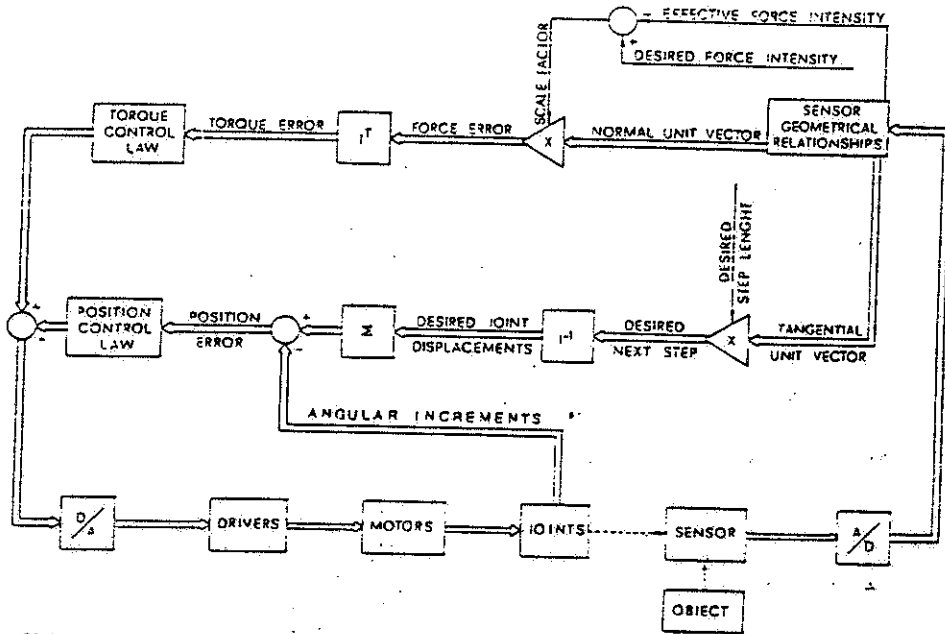 EFFECTIVE FORCE INTENSITY
DESIRED FORCE INTENSITY
SCALE FACTOR
TORQUE
CONTROL
LAW
TORQUE ERROR
I^T
FORCE ERROR
X
NORMAL UNIT VECTOR
SENSOR
GEOMETRICAL
RELATIONSHIPS
DESIRED
STEP LENGHE
POSITION
CONTROL
LAW
POSITION
ERROR
Σ
DESIRED JOINT
DISPLACEMENTS
I^-1
DESIRED
NEXT STEP
X
TANGENTIAL
UNIT VECTOR
ANGULAR INCREMENTS
D/A
DRIVERS
MOTORS
JOINTS
SENSOR
A/D
OBJECT